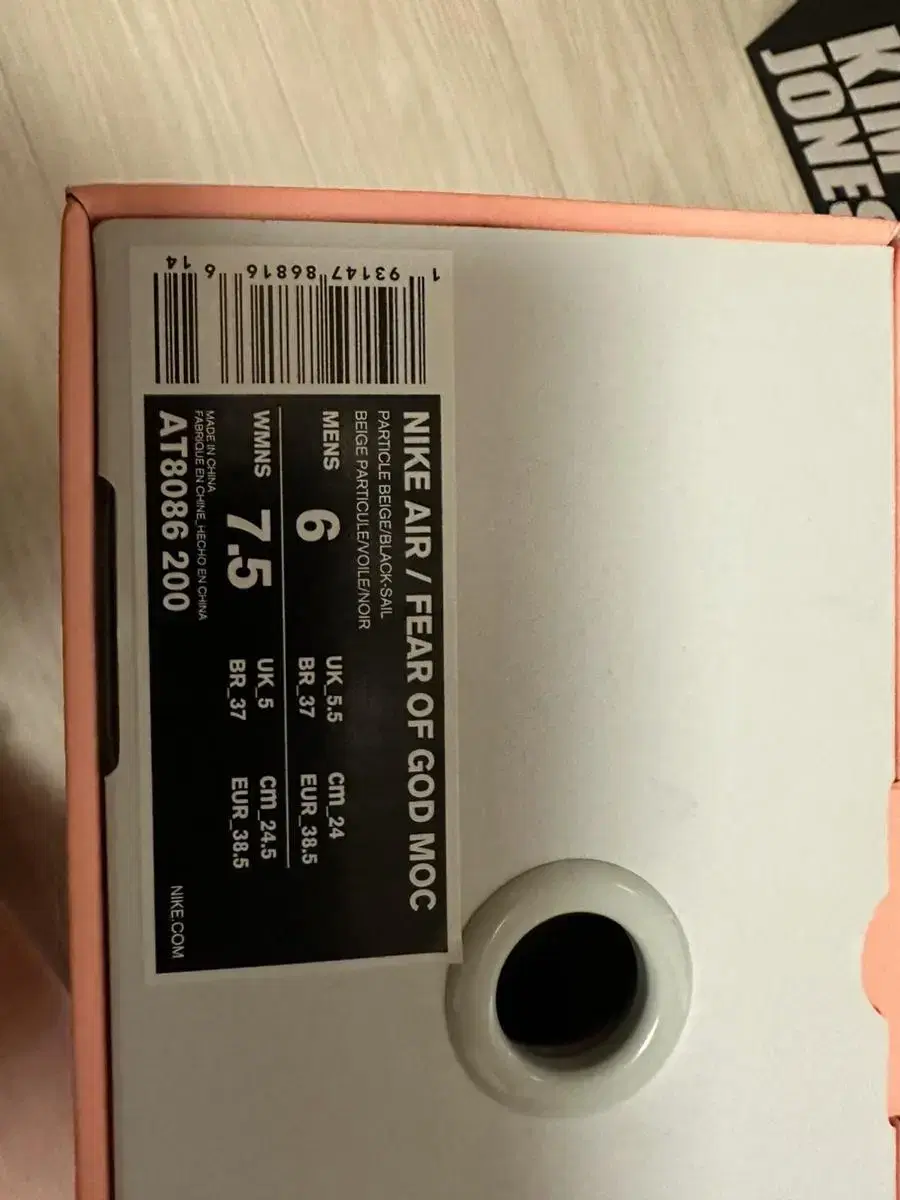 KIM
JONES
1 93147 86816 6 14
NIKE AIR / FEAR OF GOD MOC
PARTICLE BEIGE/BLACK-SAIL
BEIGE PARTICULE/VOILE/NOIR
MENS 6 UK_5.5 cm_24
BR_37 EUR_38.5
WMNS 7.5 UK_5 cm_24.5
BR_37 EUR_38.5
MADE IN CHINA
FABRIQUE EN CHINE_HECHO EN CHINA
AT8086 200 NIKE.COM